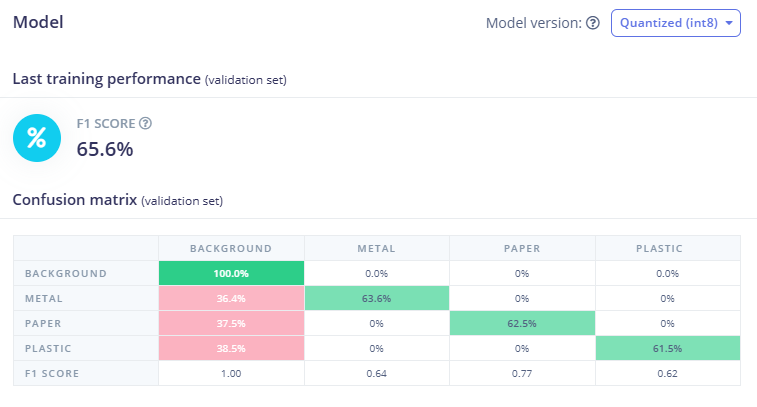 Model
Model version: Quantized (int8)
Last training performance (validation set)
F1 SCORE
65.6%
Confusion matrix (validation set)
BACKGROUND METAL PAPER PLASTIC
BACKGROUND 100.0% 0.0% 0% 0.0%
METAL 36.4% 63.6% 0% 0%
PAPER 37.5% 0% 62.5% 0%
PLASTIC 38.5% 0% 0% 61.5%
F1 SCORE 1.00 0.64 0.77 0.62